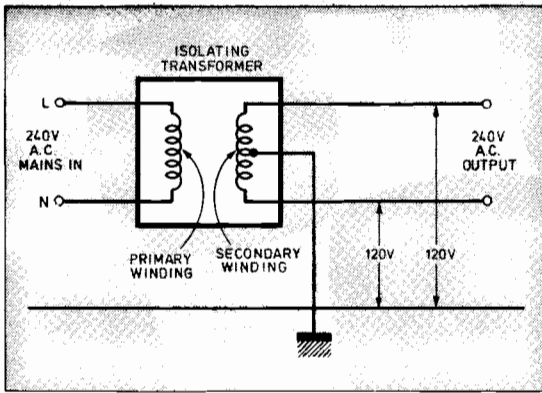 ISOLATING
TRANSFORMER
L
240V
A.C.
MAINS IN
N
240V
A.C.
OUTPUT
PRIMARY
WINDING
SECONDARY
WINDING
120V
120V